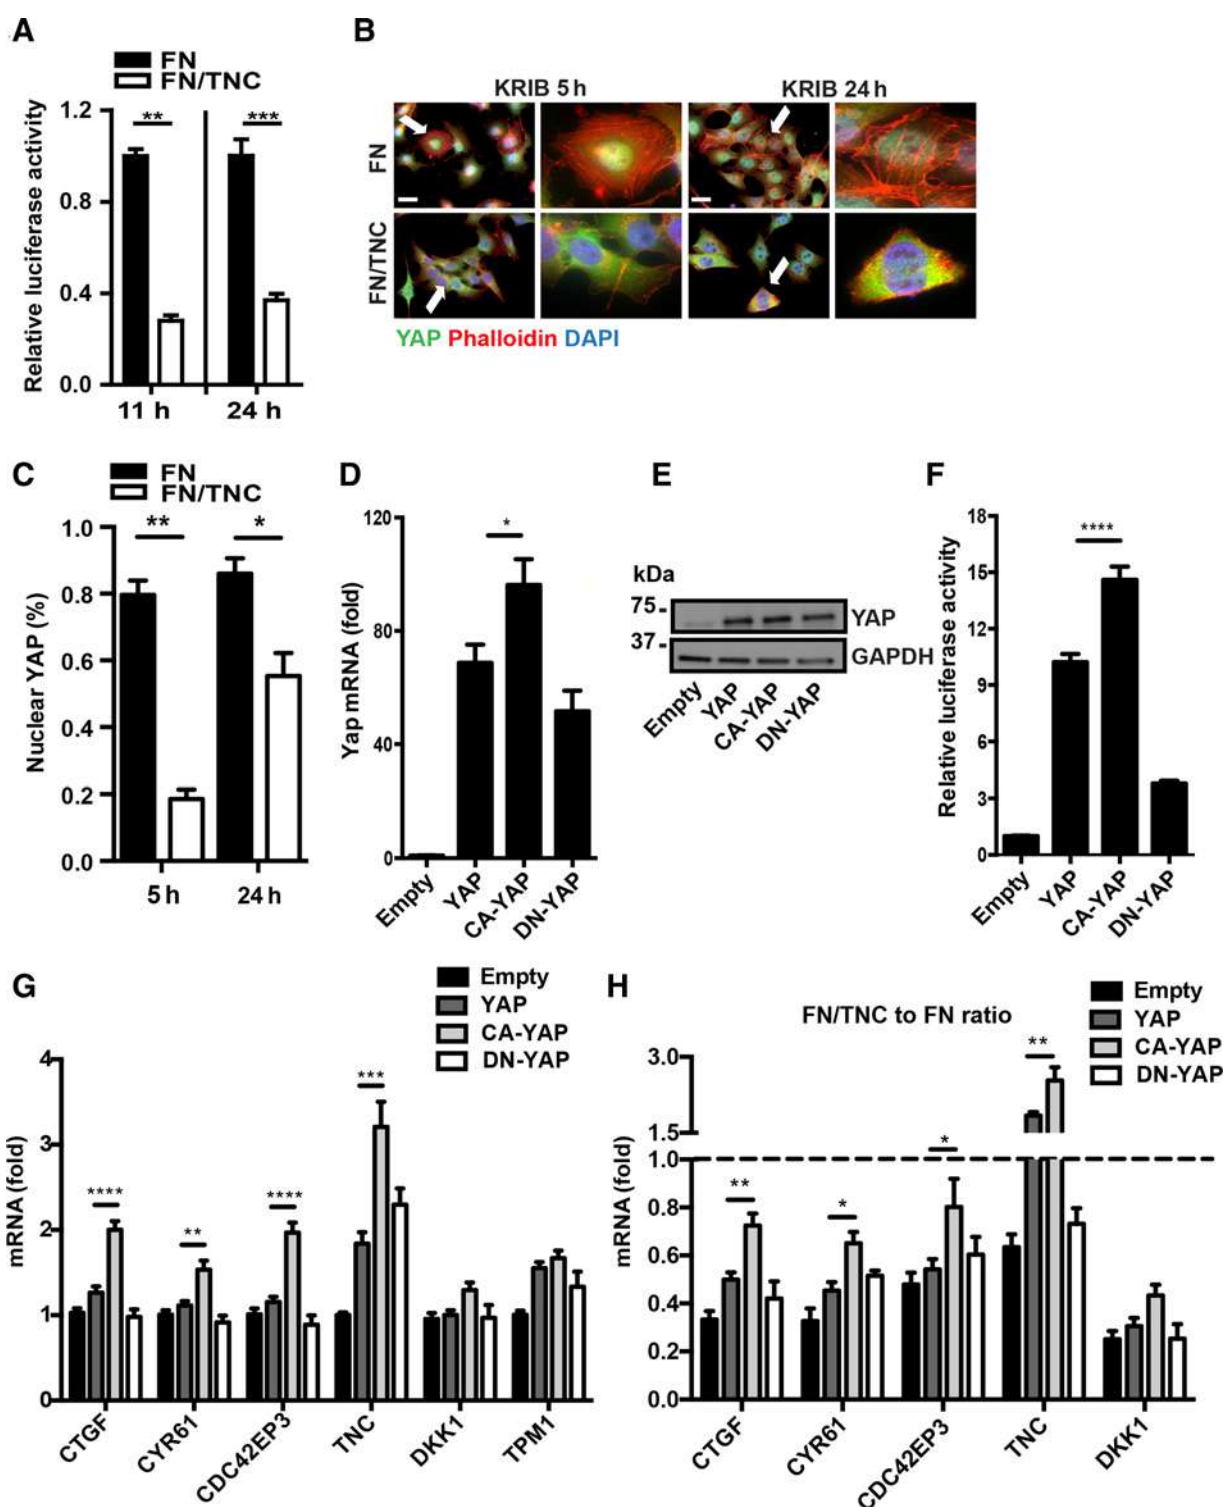 A
FN
FN/TNC
Relative luciferase activity
1.2
0.8
0.4
0.0
**
***
11 h
24 h
B
KRIB 5 h
KRIB 24 h
FN
FN/TNC
YAP Phalloidin DAPI
C
FN
FN/TNC
Nuclear YAP (%)
1.0
0.8
0.6
0.4
0.2
0.0
**
*
5 h
24 h
D
Yap mRNA (fold)
120
80
40
0
*
Empty
YAP
CA-YAP
DN-YAP
E
kDa
75
37
YAP
GAPDH
Empty
YAP
CA-YAP
DN-YAP
F
Relative luciferase activity
18
15
12
9
6
3
0
****
Empty
YAP
CA-YAP
DN-YAP
G
Empty
YAP
CA-YAP
DN-YAP
mRNA (fold)
4
3
2
1
0
****
**
****
***
CTGF
CYR61
CDC42EP3
TNC
DKK1
TPM1
H
FN/TNC to FN ratio
Empty
YAP
CA-YAP
DN-YAP
mRNA (fold)
3.0
1.5
1.0
0.8
0.6
0.4
0.2
0.0
**
*
*
**
CTGF
CYR61
CDC42EP3
TNC
DKK1